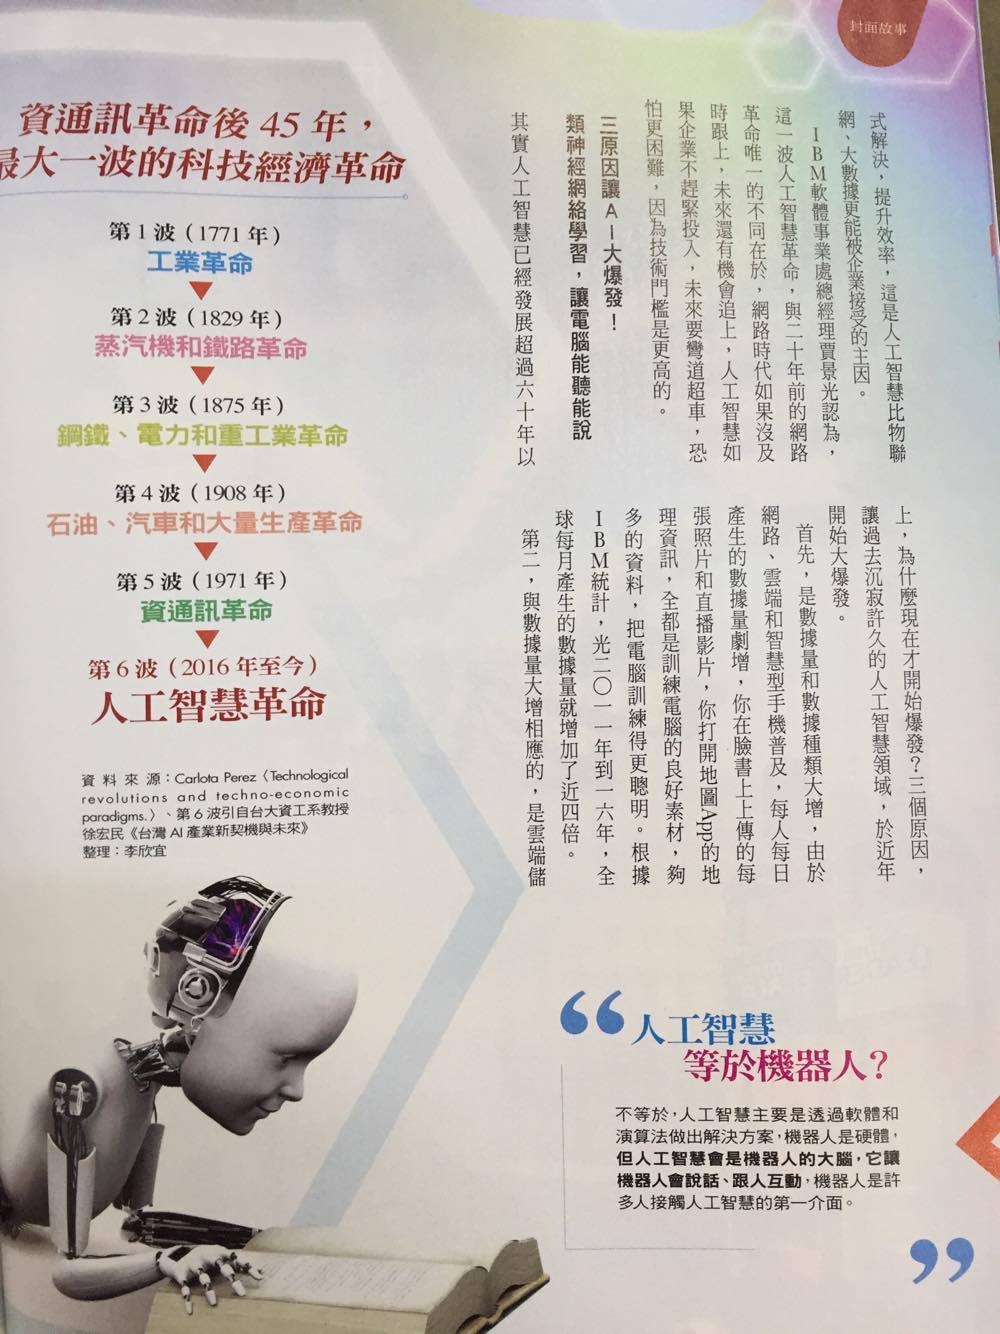 封面故事
資通訊革命後 45 年，
最大一波的科技經濟革命
第 1 波（1771 年）
工業革命
第 2 波（1829 年）
蒸汽機和鐵路革命
第 3 波（1875 年）
鋼鐵、電力和重工業革命
第 4 波（1908 年）
石油、汽車和大量生產革命
第 5 波（1971 年）
資通訊革命
第 6 波（2016 年至今）
人工智慧革命
資料來源：Carlota Perez〈Technological
revolutions and techno-economic
paradigms.〉、第 6 波引自台大資工系教授
徐宏民《台灣 AI 產業新契機與未來》
整理：李欣宜
式解決，提升效率，這是人工智慧比物聯
網、大數據更能被企業接受的主因。
IBM軟體事業處總經理賈景光認為，
這一波人工智慧革命，與二十年前的網路
革命唯一的不同在於，網路時代如果沒及
時跟上，未來還有機會追上，人工智慧如
果企業不趕緊投入，未來要彎道超車，恐
怕更困難，因為技術門檻是更高的。
三原因讓AI大爆發！
類神經網絡學習，讓電腦能聽能說
其實人工智慧已經發展超過六十年以
上，為什麼現在才開始爆發？三個原因，
讓過去沉寂許久的人工智慧領域，於近年
開始大爆發。
首先，是數據量和數據種類大增，由於
網路、雲端和智慧型手機普及，每人每日
產生的數據量劇增，你在臉書上上傳的每
張照片和直播影片，你打開地圖App的地
理資訊，全都是訓練電腦的良好素材，夠
多的資料，把電腦訓練得更聰明。根據
IBM統計，光二〇一一年到一六年，全
球每月產生的數據量就增加了近四倍。
第二，與數據量大增相應的，是雲端儲
“人工智慧
等於機器人？
不等於，人工智慧主要是透過軟體和
演算法做出解決方案，機器人是硬體，
但人工智慧會是機器人的大腦，它讓
機器人會說話、跟人互動，機器人是許
多人接觸人工智慧的第一介面。
”